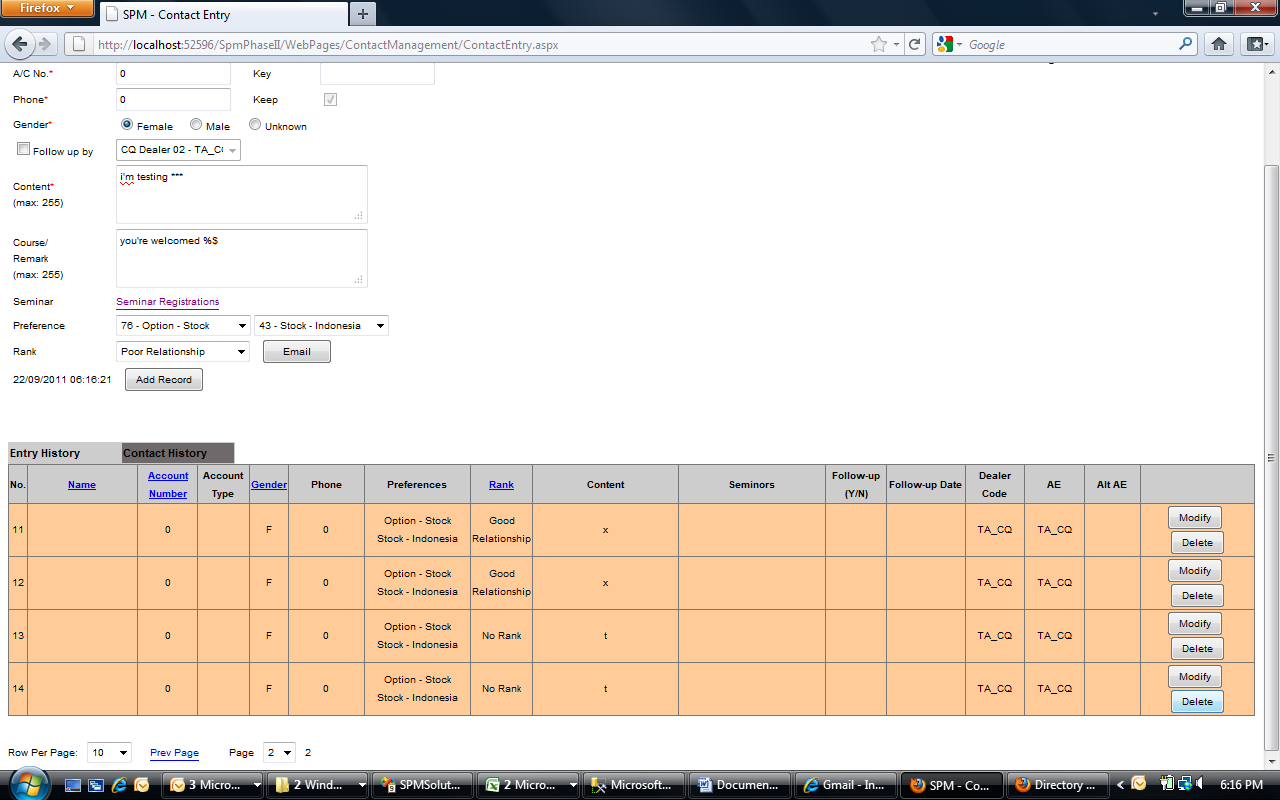 Firefox
SPM - Contact Entry
http://localhost:52596/SpmPhaseII/WebPages/ContactManagement/ContactEntry.aspx
Google
A/C No.* 0 Key
Phone* 0 Keep
Gender* Female Male Unknown
Follow up by CQ Dealer 02 - TA_C
Content* i'm testing ***
(max: 255)
Course/ you're welcomed %$
Remark
(max: 255)
Seminar Seminar Registrations
Preference 76 - Option - Stock 43 - Stock - Indonesia
Rank Poor Relationship Email
22/09/2011 06:16:21 Add Record
Entry History Contact History
No. Name Account Number Account Type Gender Phone Preferences Rank Content Seminors Follow-up (Y/N) Follow-up Date Dealer Code AE Alt AE
11 0 F 0 Option - Stock Stock - Indonesia Good Relationship x TA_CQ TA_CQ Modify Delete
12 0 F 0 Option - Stock Stock - Indonesia Good Relationship x TA_CQ TA_CQ Modify Delete
13 0 F 0 Option - Stock Stock - Indonesia No Rank t TA_CQ TA_CQ Modify Delete
14 0 F 0 Option - Stock Stock - Indonesia No Rank t TA_CQ TA_CQ Modify Delete
Row Per Page: 10 Prev Page Page 2 2
3 Micro... 2 Wind... SPMSolut... 2 Micro... Microsoft... Documen... Gmail - In... SPM - Co... Directory ... 6:16 PM